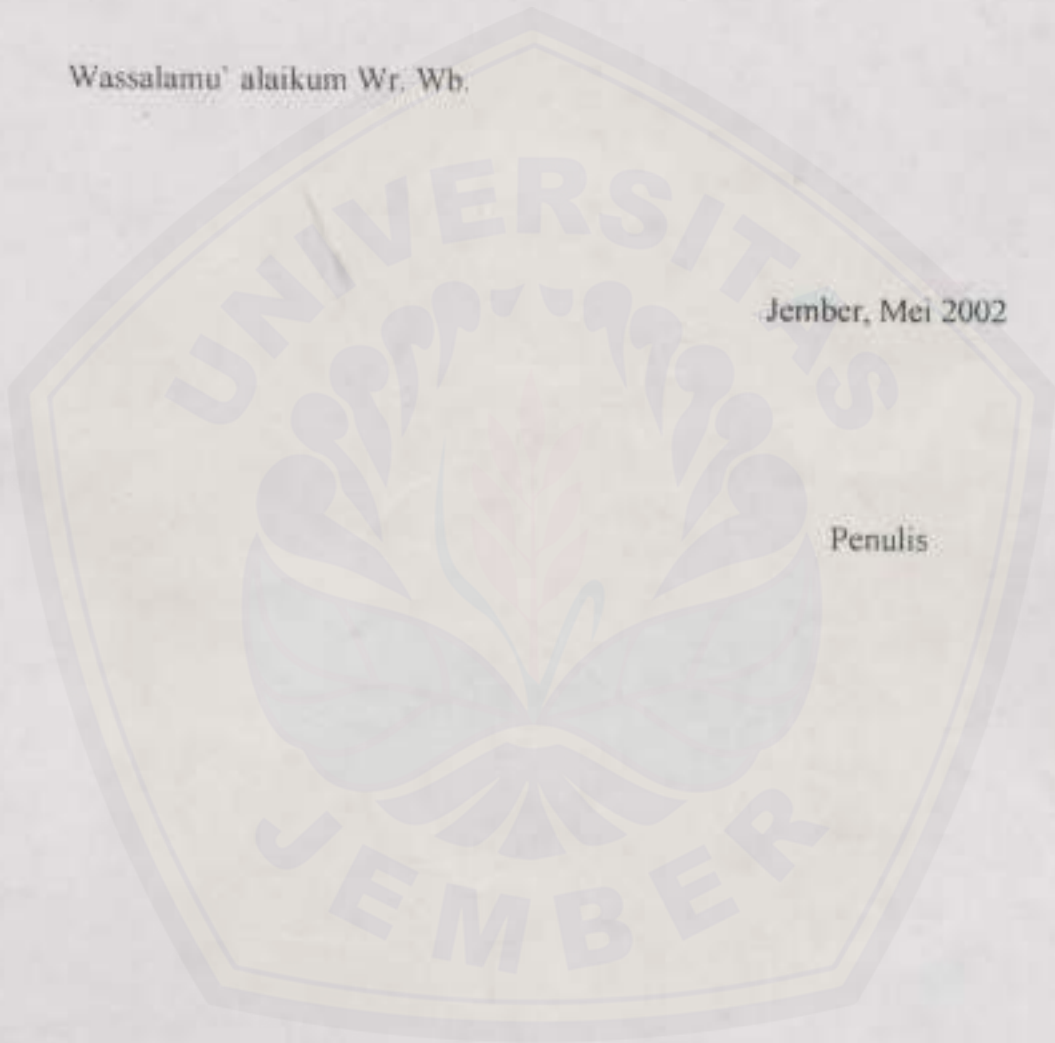 Wassalamu` alaikum Wr. Wb.
UNIVERSITAS
Jember, Mei 2002
Penulis
JEMBER